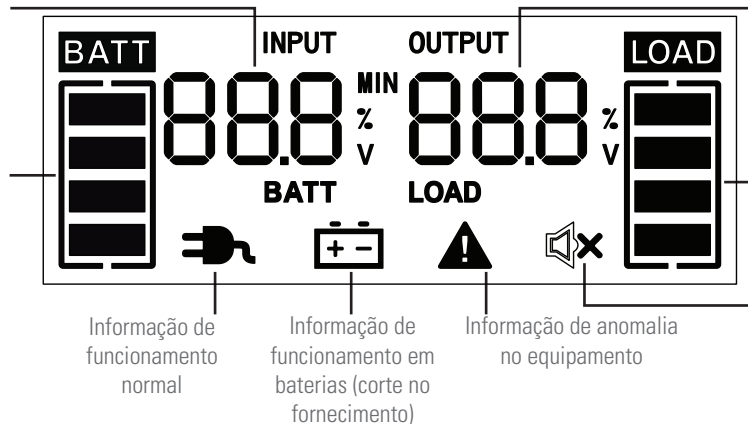 BATT INPUT OUTPUT LOAD
88.8 MIN % V 88.8 % V
BATT LOAD
+ -
!
Informação de
funcionamento
normal
Informação de
funcionamento em
baterias (corte no
fornecimento)
Informação de anomalia
no equipamento